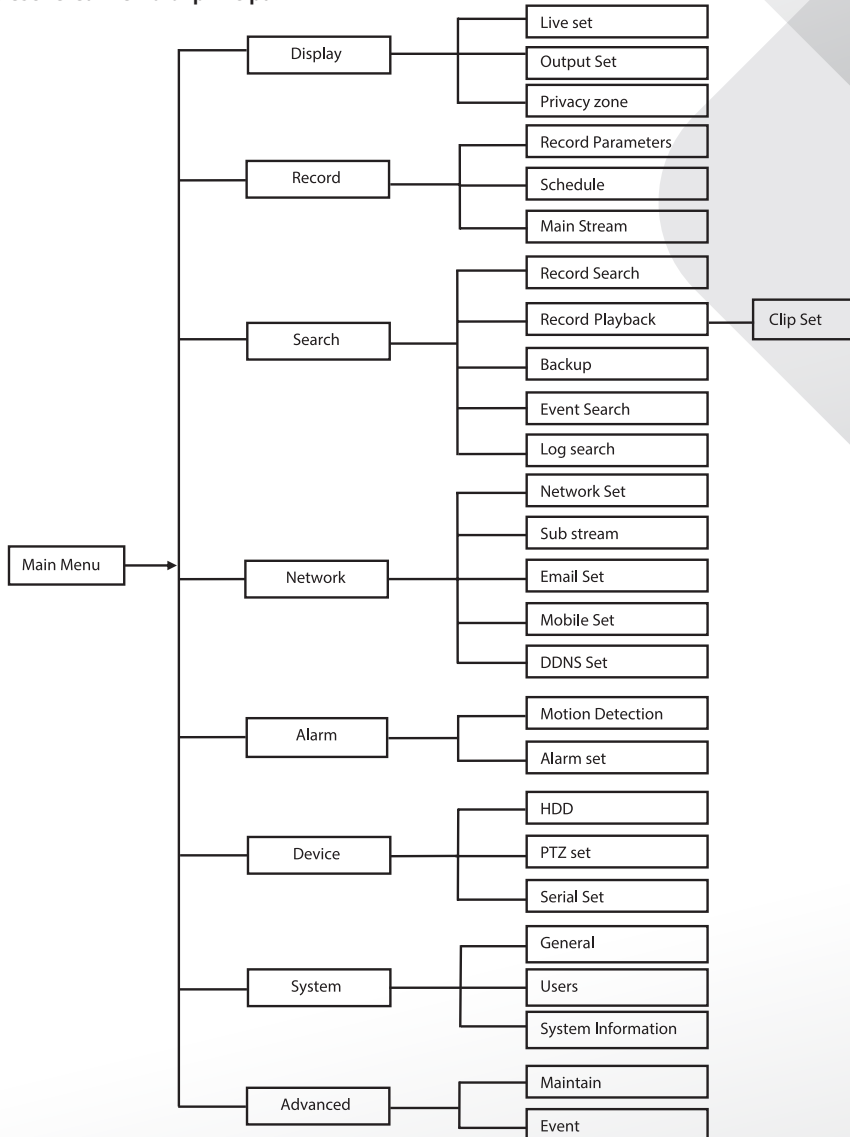 Main Menu
Display
Live set
Output Set
Privacy zone
Record
Record Parameters
Schedule
Main Stream
Search
Record Search
Record Playback
Clip Set
Backup
Event Search
Log search
Network
Network Set
Sub stream
Email Set
Mobile Set
DDNS Set
Alarm
Motion Detection
Alarm set
Device
HDD
PTZ set
Serial Set
System
General
Users
System Information
Advanced
Maintain
Event